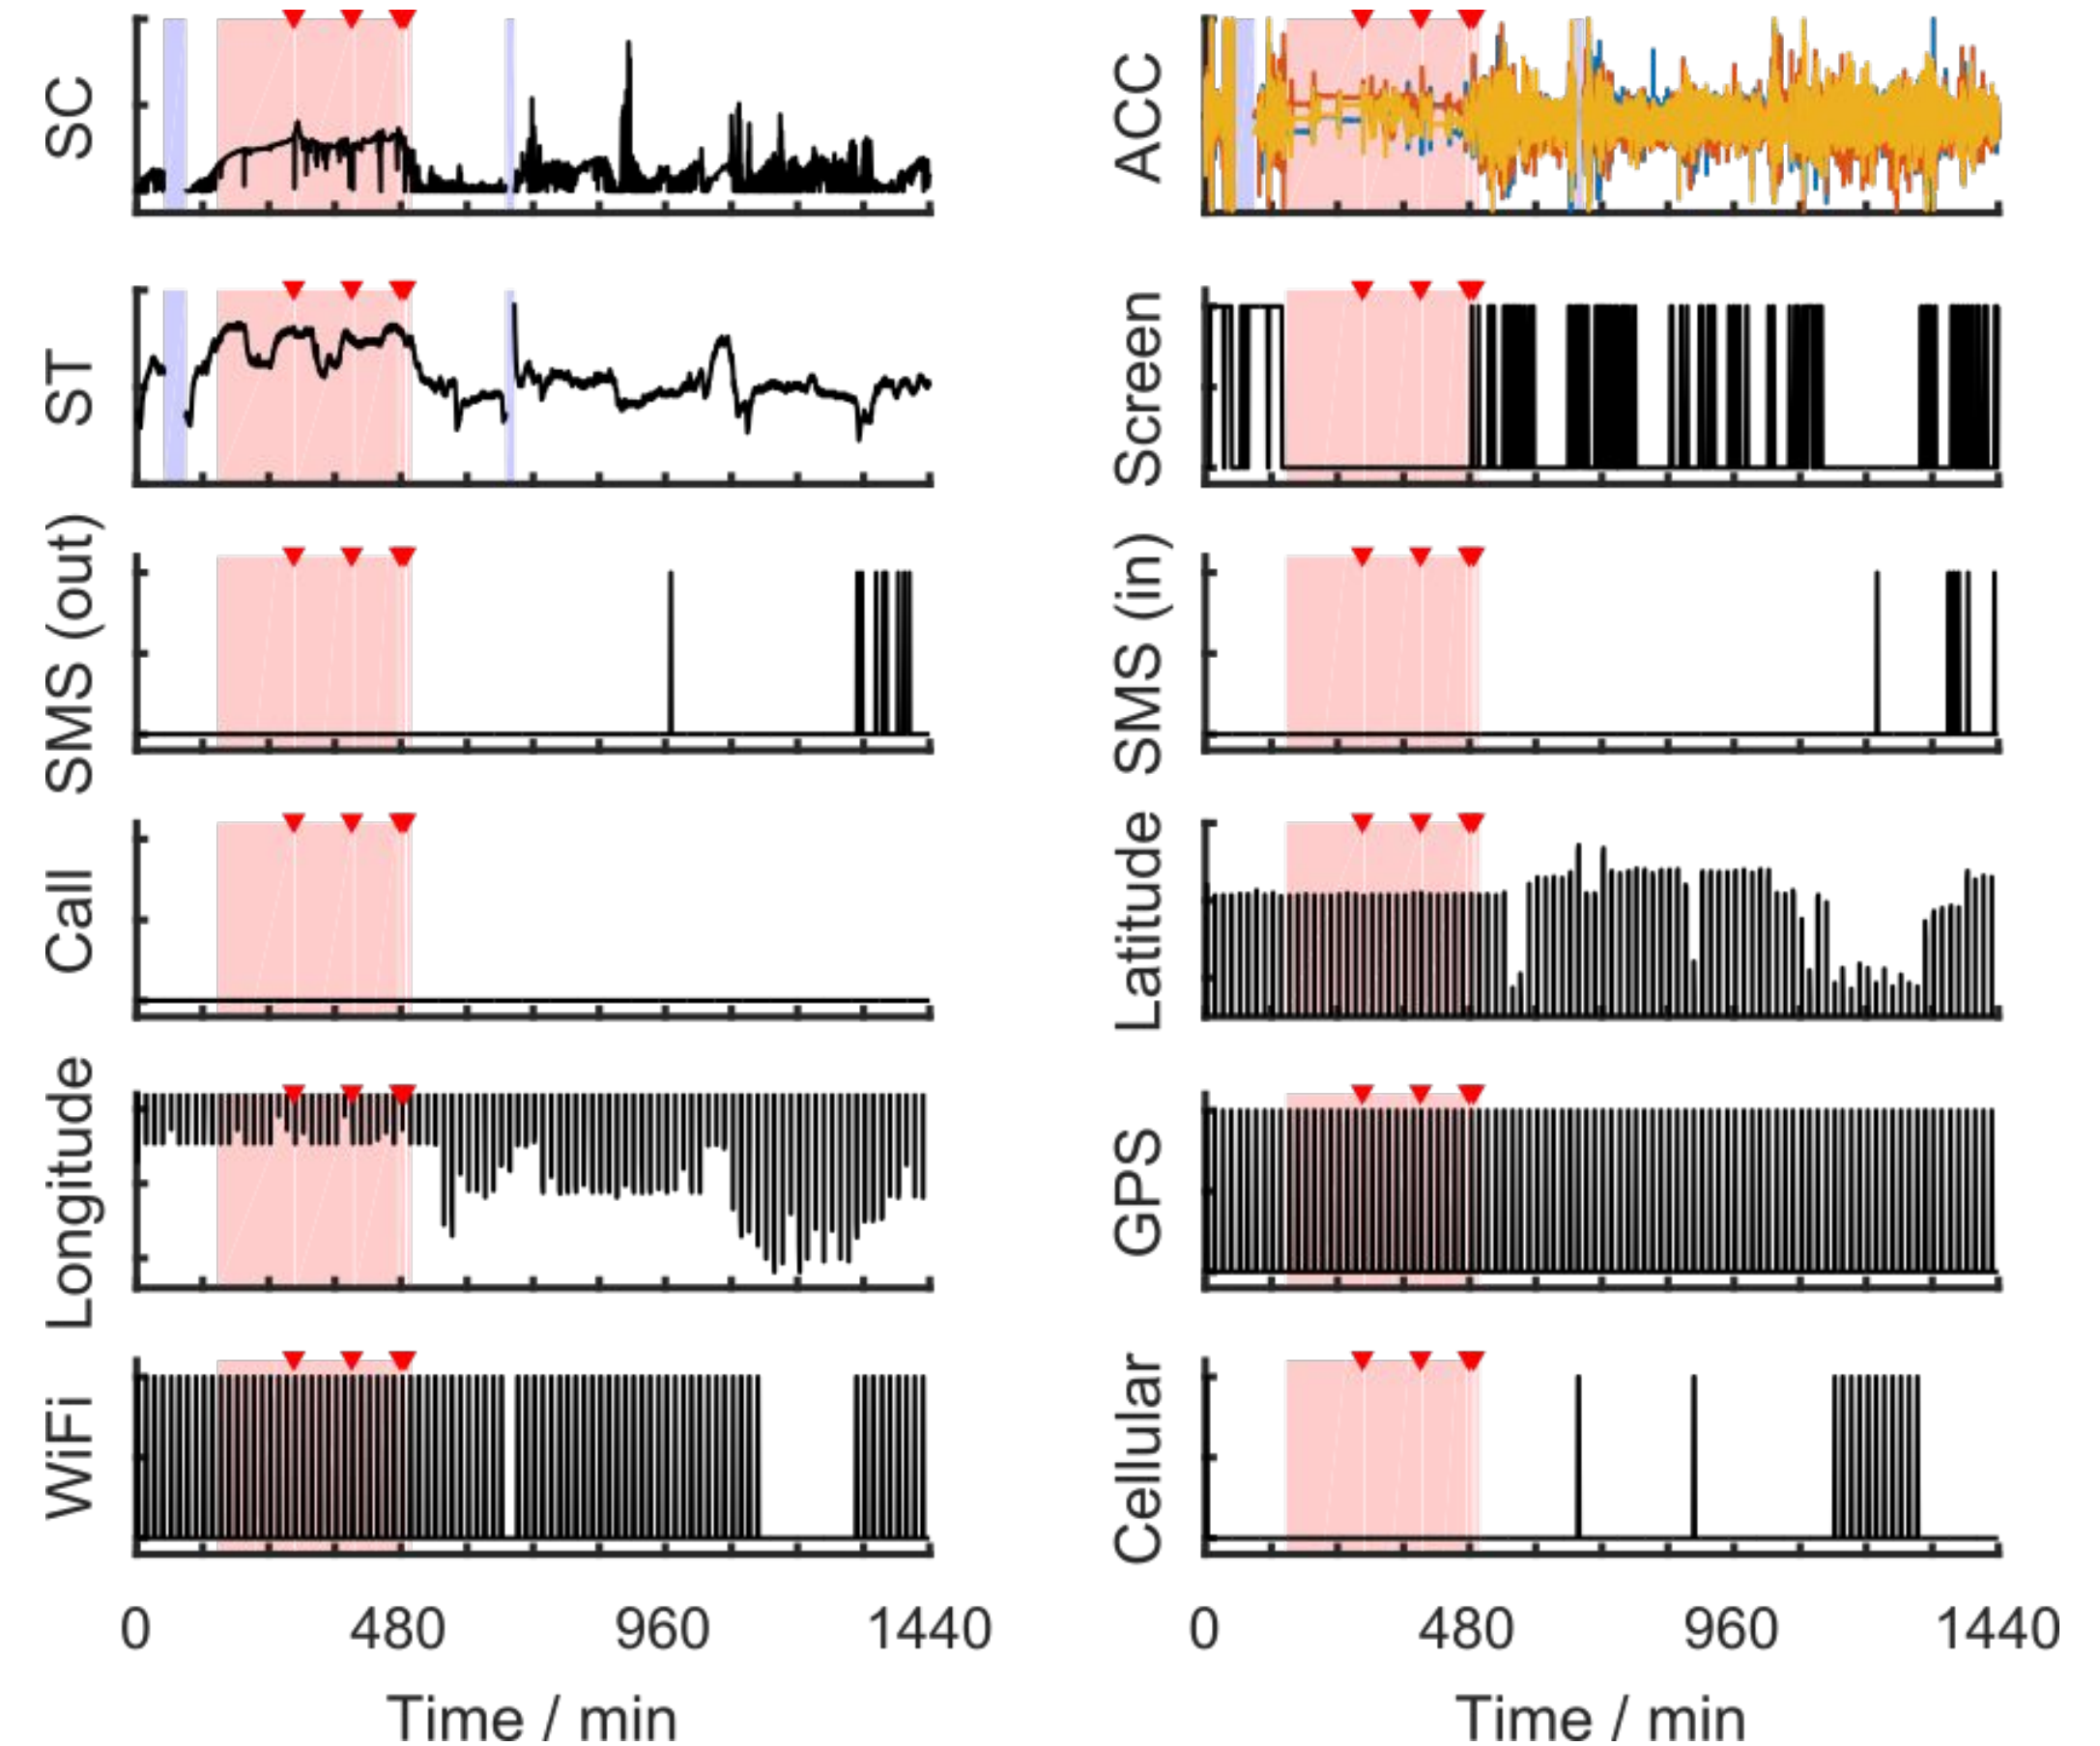 SC
ACC
ST
Screen
SMS (out)
SMS (in)
Call
Latitude
Longitude
GPS
WiFi
Cellular
0 480 960 1440
0 480 960 1440
Time / min
Time / min